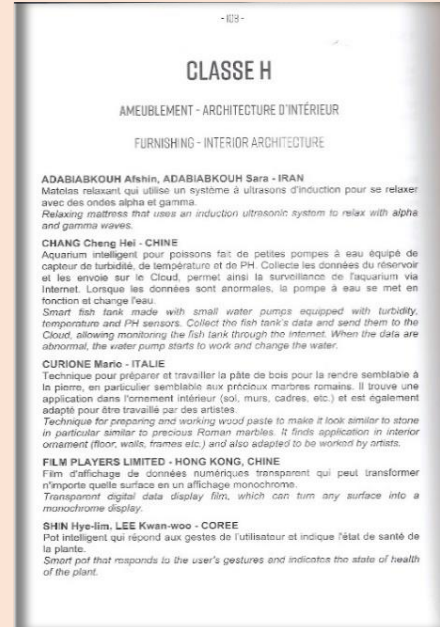 - 109 -
CLASSE H
AMEUBLEMENT - ARCHITECTURE D'INTÉRIEUR
FURNISHING - INTERIOR ARCHITECTURE
ADABIABKOUH Afshin, ADABIABKOUH Sara - IRAN
Matelas relaxant qui utilise un système à ultrasons d'induction pour se relaxer
avec des ondes alpha et gamma.
Relaxing mattress that uses an induction ultrasonic system to relax with alpha
and gamma waves.
CHANG Cheng Hei - CHINE
Aquarium intelligent pour poissons fait de petites pompes à eau équipé de
capteur de turbidité, de température et de PH. Collecte les données du réservoir
et les envoie sur le Cloud, permet ainsi la surveillance de l'aquarium via
Internet. Lorsque les données sont anormales, la pompe à eau se met en
fonction et change l'eau.
Smart fish tank made with small water pumps equipped with turbidity,
temperature and PH sensors. Collect the fish tank's data and send them to the
Cloud, allowing monitoring the fish tank through the Internet. When the data are
abnormal, the water pump starts to work and change the water.
CURIONE Mario - ITALIE
Technique pour préparer et travailler la pâte de bois pour la rendre semblable à
la pierre, en particulier semblable aux précieux marbres romains. Il trouve une
application dans l'ornement intérieur (sol, murs, cadres, etc.) et est également
adapté pour être travaillé par des artistes.
Technique for preparing and working wood paste to make it look similar to stone
in particular similar to precious Roman marbles. It finds application in interior
ornament (floor, walls, frames etc.) and also adapted to be worked by artists.
FILM PLAYERS LIMITED - HONG KONG, CHINE
Film d'affichage de données numériques transparent qui peut transformer
n'importe quelle surface en un affichage monochrome.
Transparent digital data display film, which can turn any surface into a
monochrome display.
SHIN Hye-lim, LEE Kwan-woo - COREE
Pot intelligent qui répond aux gestes de l'utilisateur et indique l'état de santé de
la plante.
Smart pot that responds to the user's gestures and indicates the state of health
of the plant.